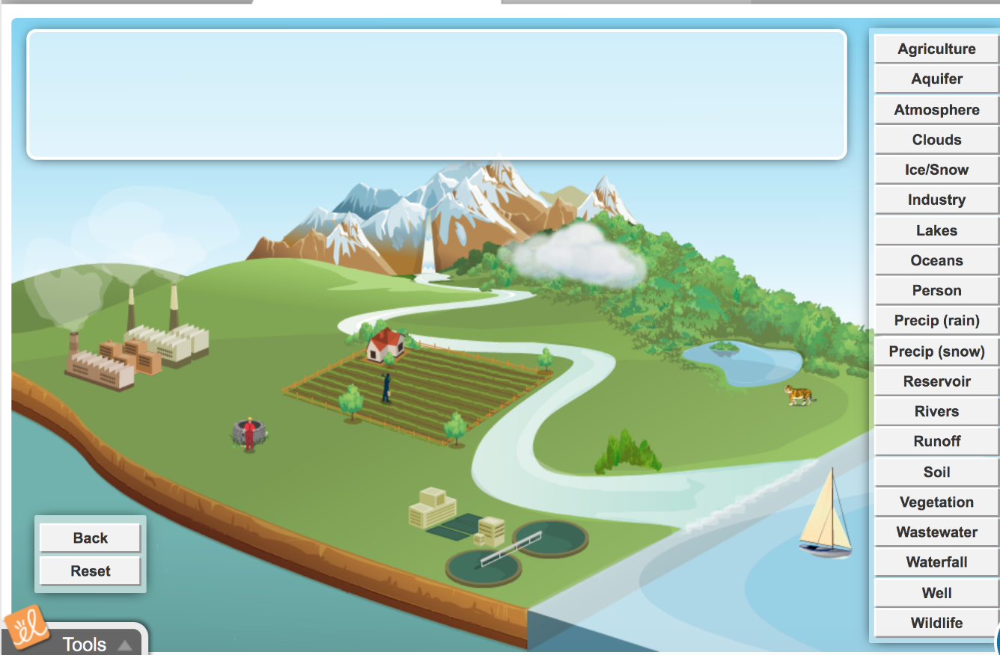 Agriculture
Aquifer
Atmosphere
Clouds
Ice/Snow
Industry
Lakes
Oceans
Person
Precip (rain)
Precip (snow)
Reservoir
Rivers
Runoff
Soil
Vegetation
Wastewater
Waterfall
Well
Wildlife
Back
Reset
Tools